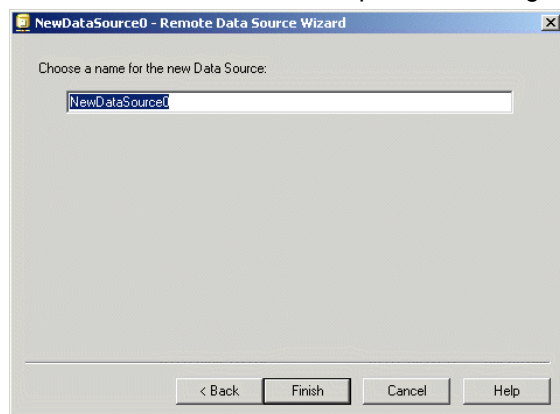 NewDataSource0 - Remote Data Source Wizard
Choose a name for the new Data Source:
NewDataSource0
< Back Finish Cancel Help